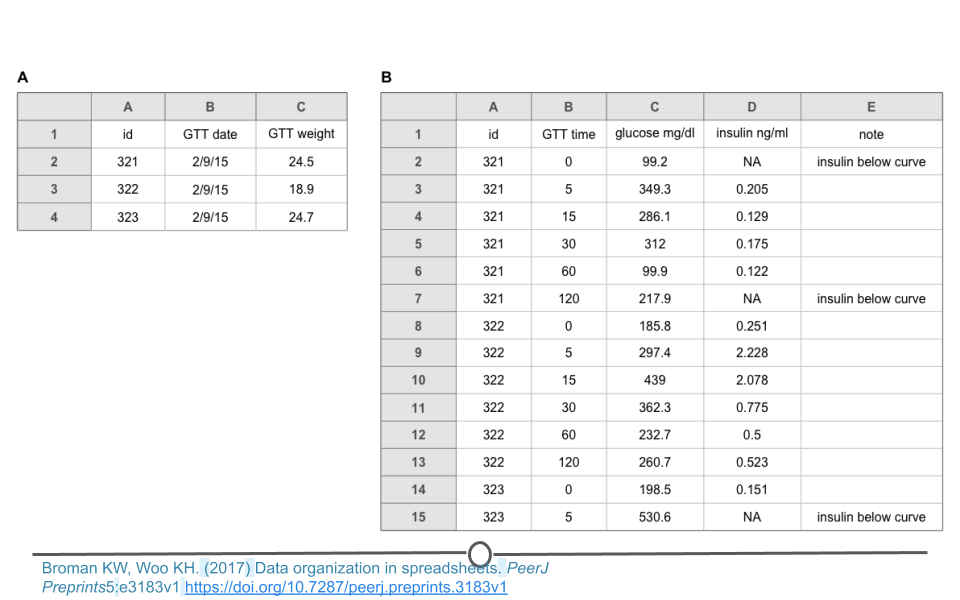 A
A B C
1 id GTT date GTT weight
2 321 2/9/15 24.5
3 322 2/9/15 18.9
4 323 2/9/15 24.7
B
A B C D E
1 id GTT time glucose mg/dl insulin ng/ml note
2 321 0 99.2 NA insulin below curve
3 321 5 349.3 0.205
4 321 15 286.1 0.129
5 321 30 312 0.175
6 321 60 99.9 0.122
7 321 120 217.9 NA insulin below curve
8 322 0 185.8 0.251
9 322 5 297.4 2.228
10 322 15 439 2.078
11 322 30 362.3 0.775
12 322 60 232.7 0.5
13 322 120 260.7 0.523
14 323 0 198.5 0.151
15 323 5 530.6 NA insulin below curve
Broman KW, Woo KH. (2017) Data organization in spreadsheets. PeerJ
Preprints5:e3183v1 https://doi.org/10.7287/peerj.preprints.3183v1